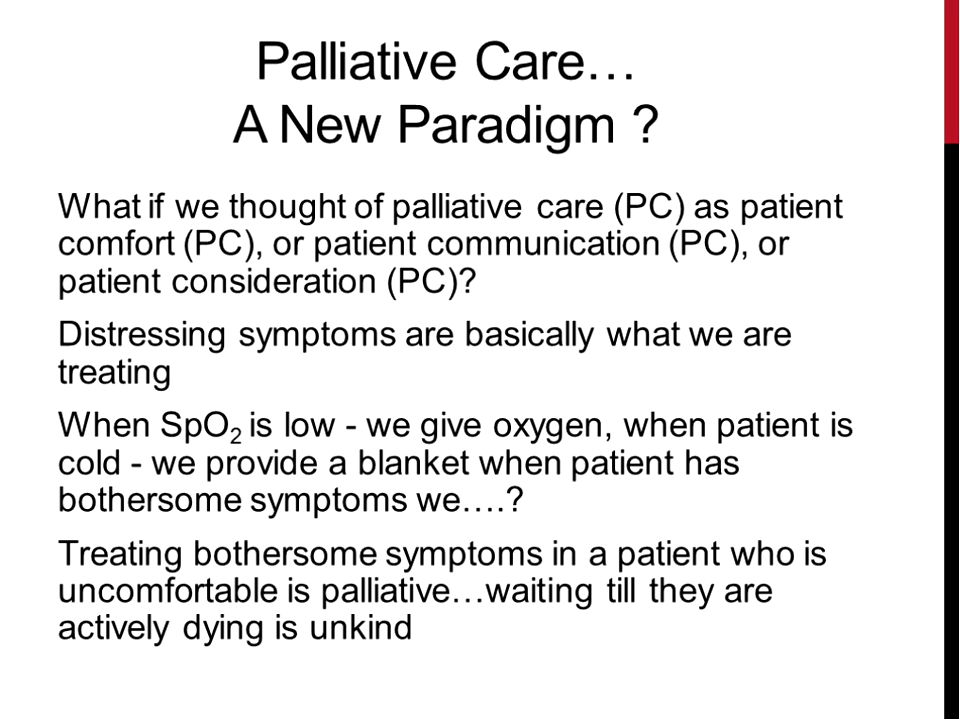 Palliative Care…
A New Paradigm ?
What if we thought of palliative care (PC) as patient
comfort (PC), or patient communication (PC), or
patient consideration (PC)?
Distressing symptoms are basically what we are
treating
When SpO₂ is low - we give oxygen, when patient is
cold - we provide a blanket when patient has
bothersome symptoms we….?
Treating bothersome symptoms in a patient who is
uncomfortable is palliative…waiting till they are
actively dying is unkind